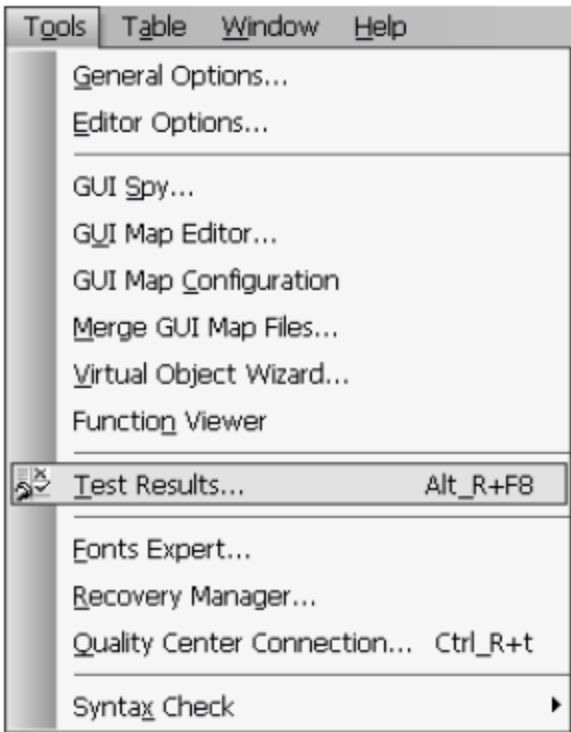 Tools Table Window Help
General Options...
Editor Options...
GUI Spy...
GUI Map Editor...
GUI Map Configuration
Merge GUI Map Files...
Virtual Object Wizard...
Function Viewer
Test Results... Alt_R+F8
Fonts Expert...
Recovery Manager...
Quality Center Connection... Ctrl_R+t
Syntax Check